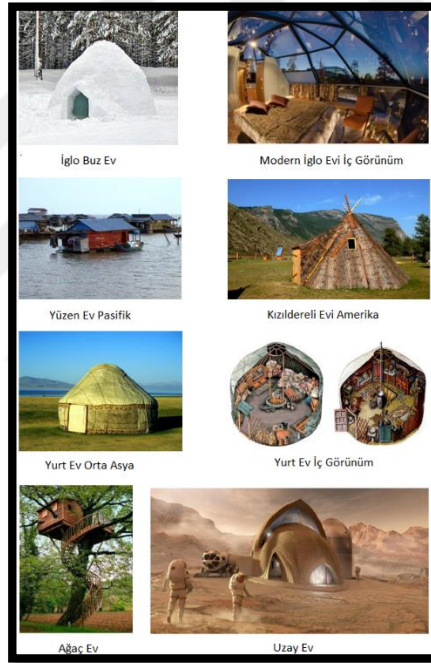 İglo Buz Ev
Modern İglo Evi İç Görünüm
Yüzen Ev Pasifik
Kızıldereli Evi Amerika
Yurt Ev Orta Asya
Yurt Ev İç Görünüm
Ağaç Ev
Uzay Ev